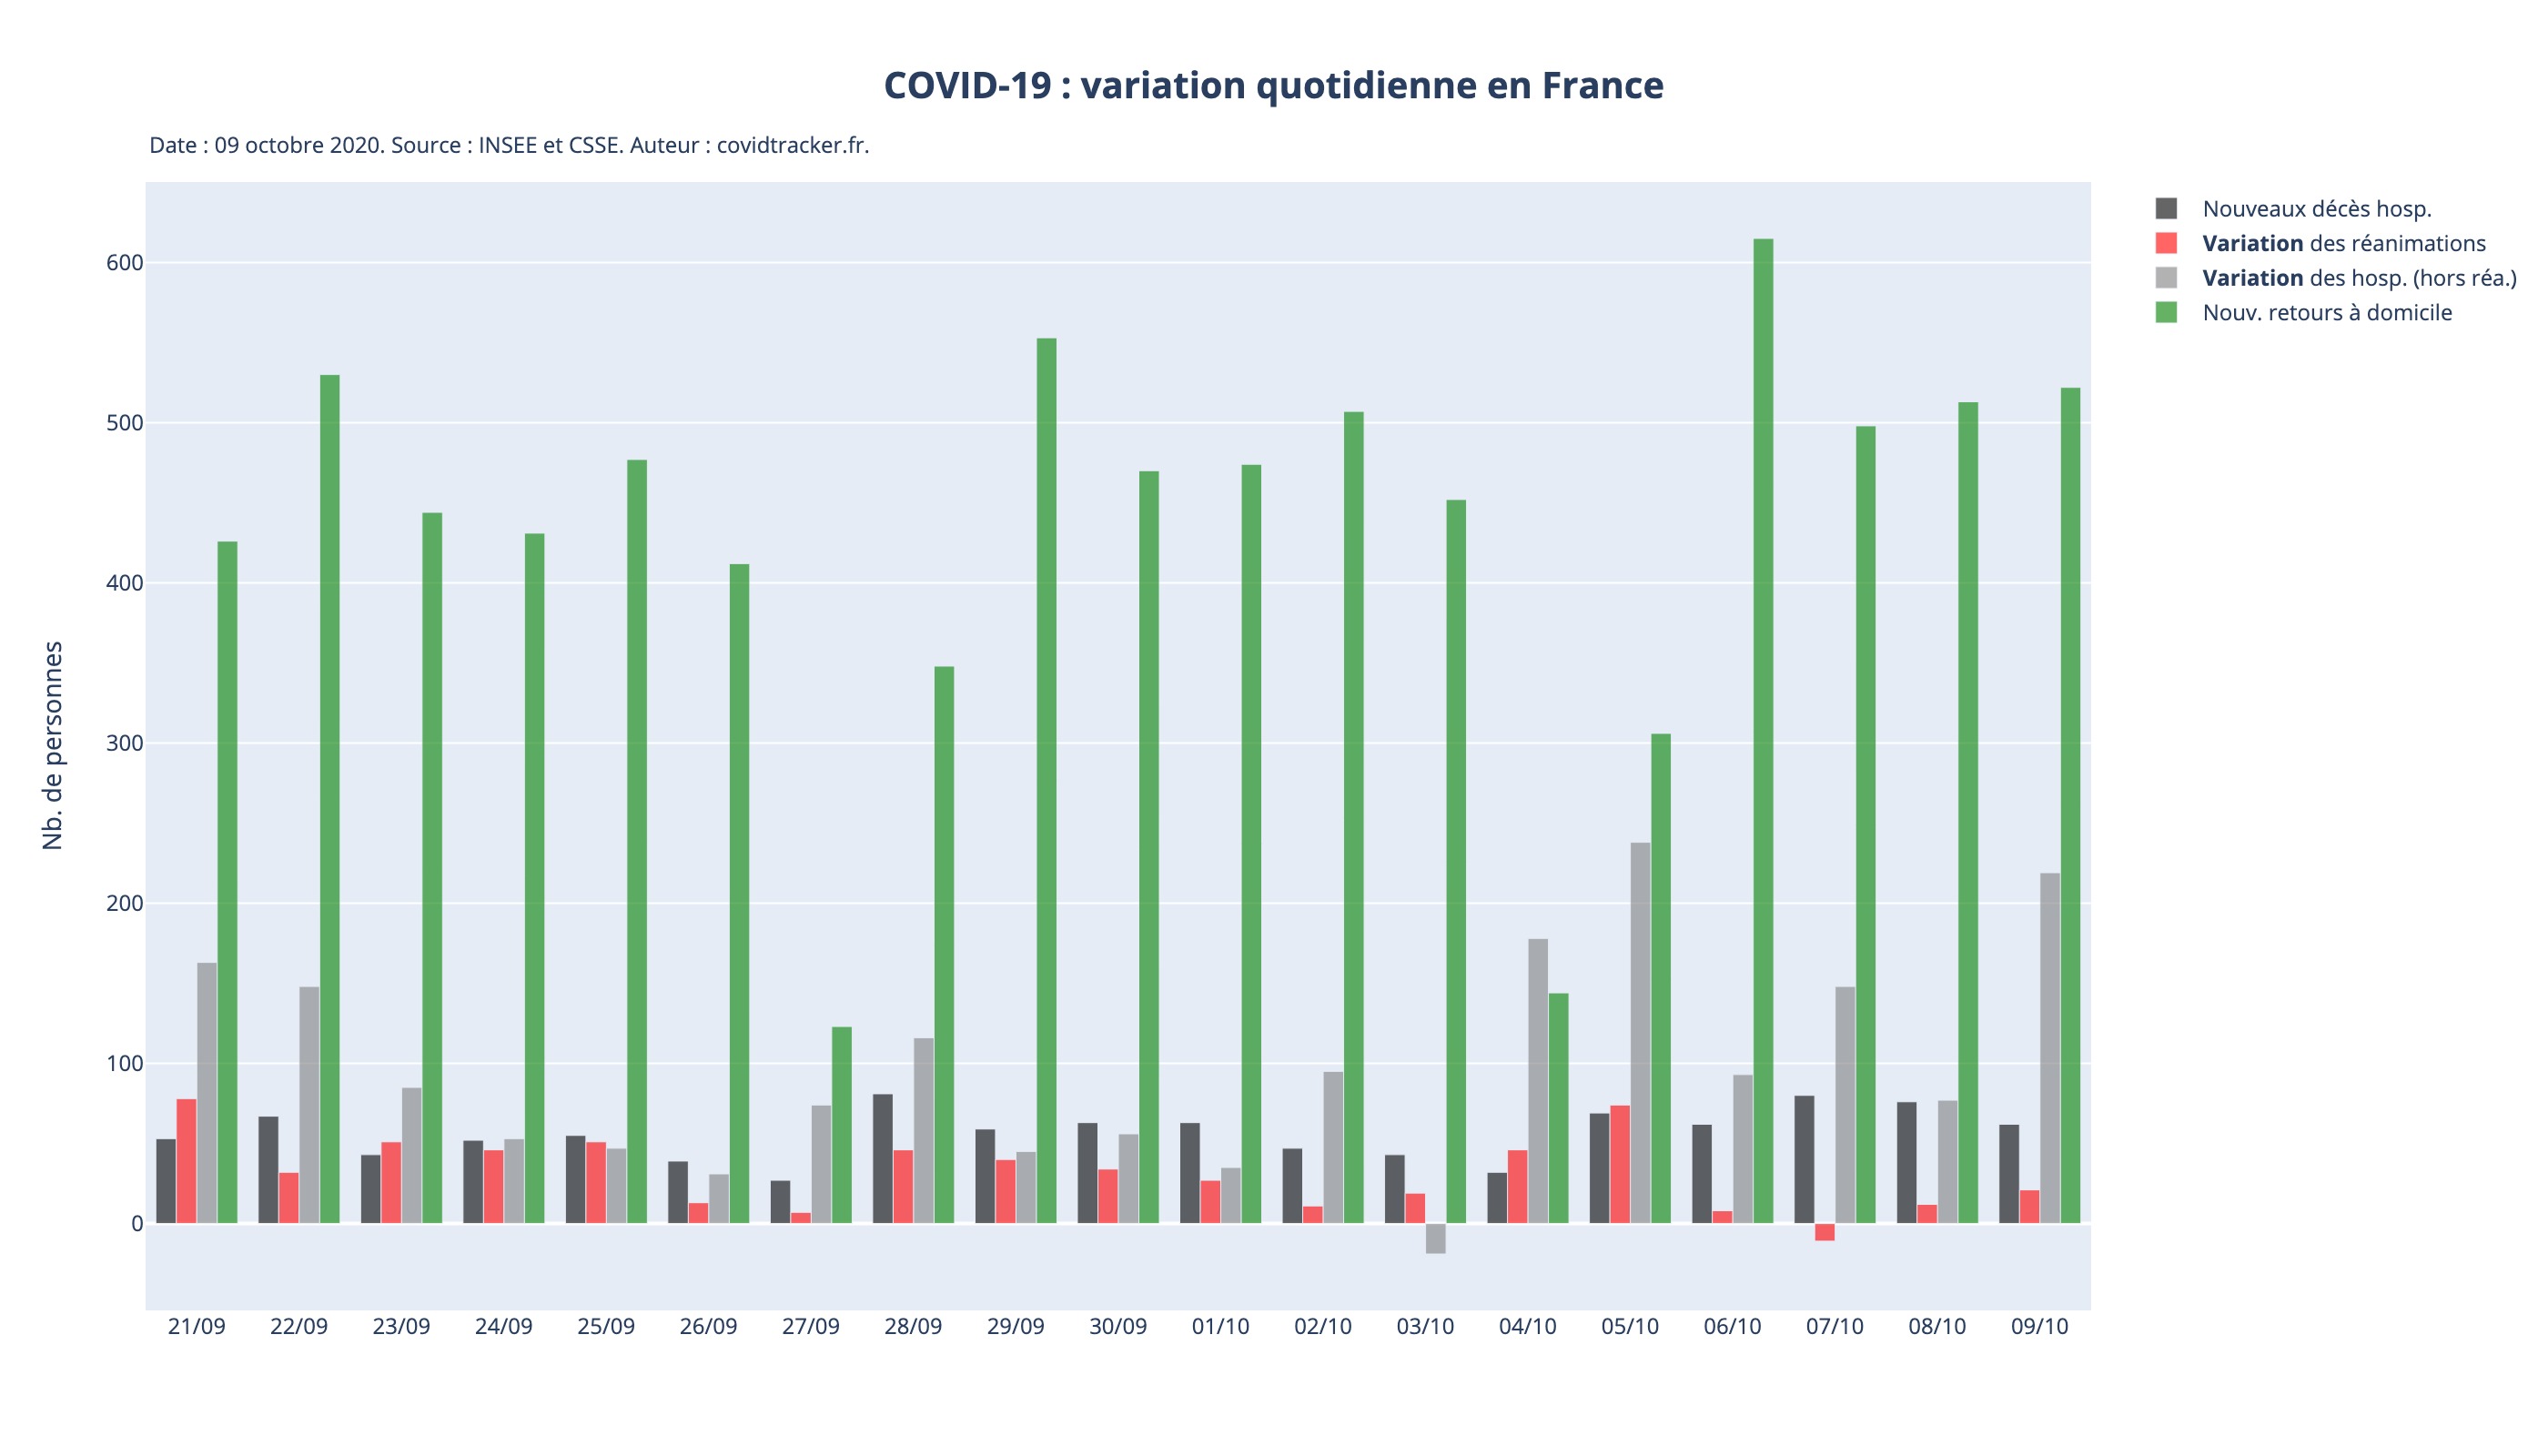 COVID-19 : variation quotidienne en France
Date : 09 octobre 2020. Source : INSEE et CSSE. Auteur : covidtracker.fr.
Nouveaux décès hosp.
Variation des réanimations
Variation des hosp. (hors réa.)
Nouv. retours à domicile
Nb. de personnes
600
500
400
300
200
100
0
21/09 22/09 23/09 24/09 25/09 26/09 27/09 28/09 29/09 30/09 01/10 02/10 03/10 04/10 05/10 06/10 07/10 08/10 09/10